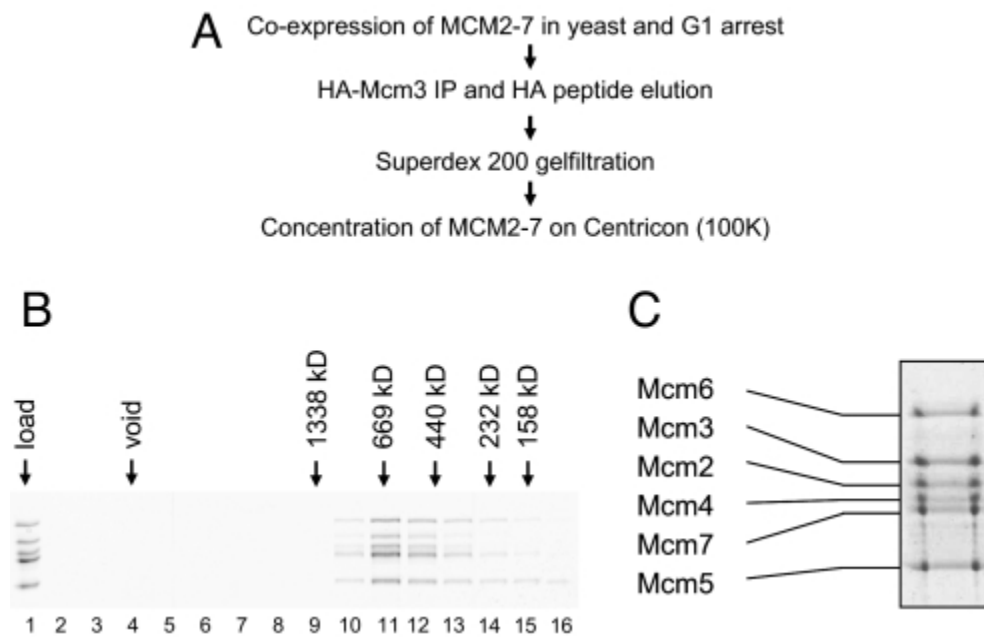 A
Co-expression of MCM2-7 in yeast and G1 arrest
HA-Mcm3 IP and HA peptide elution
Superdex 200 gelfiltration
Concentration of MCM2-7 on Centricon (100K)
B
load
void
1338 kD
669 kD
440 kD
232 kD
158 kD
1 2 3 4 5 6 7 8 9 10 11 12 13 14 15 16
C
Mcm6
Mcm3
Mcm2
Mcm4
Mcm7
Mcm5